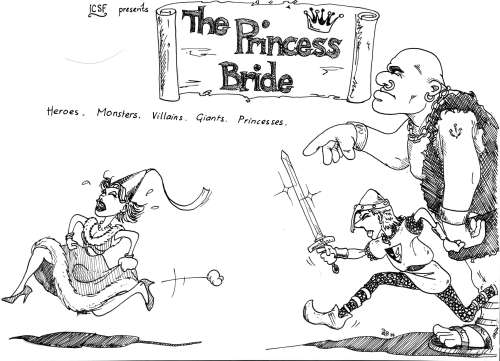 ICSF presents
The Princess
Bride
Heroes. Monsters. Villains. Giants. Princesses.